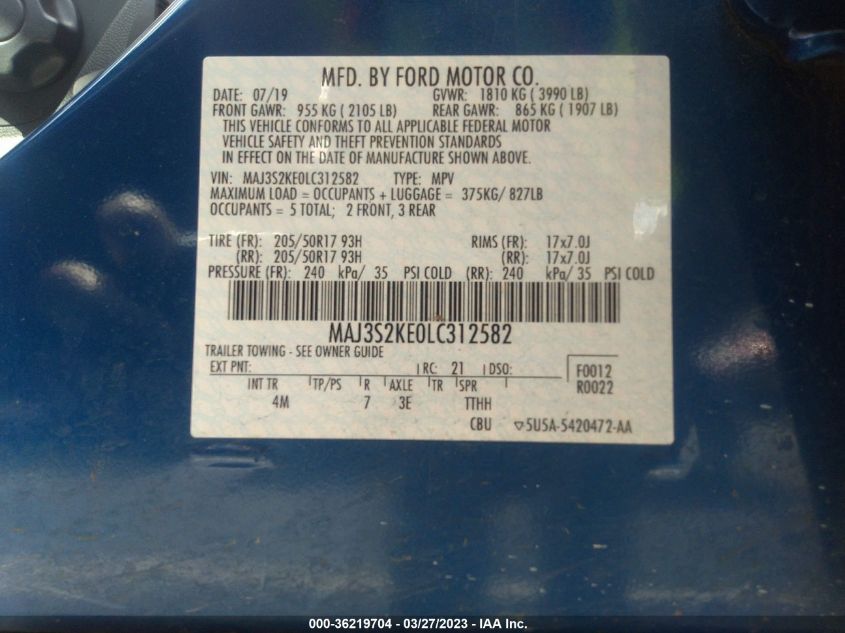 MFD. BY FORD MOTOR CO.
DATE: 07/19 GVWR: 1810 KG ( 3990 LB)
FRONT GAWR: 955 KG ( 2105 LB) REAR GAWR: 865 KG ( 1907 LB)
THIS VEHICLE CONFORMS TO ALL APPLICABLE FEDERAL MOTOR
VEHICLE SAFETY AND THEFT PREVENTION STANDARDS
IN EFFECT ON THE DATE OF MANUFACTURE SHOWN ABOVE.
VIN: MAJ3S2KE0LC312582 TYPE: MPV
MAXIMUM LOAD = OCCUPANTS + LUGGAGE = 375KG/ 827LB
OCCUPANTS = 5 TOTAL; 2 FRONT, 3 REAR
TIRE (FR): 205/50R17 93H RIMS (FR): 17x7.0J
(RR): 205/50R17 93H (RR): 17x7.0J
PRESSURE (FR): 240 kPa/ 35 PSI COLD (RR): 240 kPa/ 35 PSI COLD
MAJ3S2KE0LC312582
TRAILER TOWING - SEE OWNER GUIDE
EXT PNT: RC: 21 DSO: F0012
INT TR TP/PS R AXLE TR SPR R0022
4M 7 3E TTHH
CBU ▽5U5A-5420472-AA
000-36219704 — 03/27/2023 — IAA Inc.